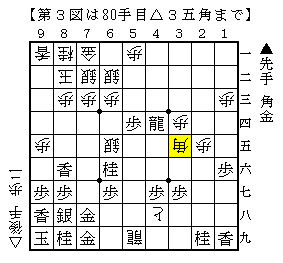 【第３図は80手目△３五角まで】
９ ８ ７ ６ ５ ４ ３ ２ １
香 桂 金 歩 一
玉 銀 銀 二
歩 歩 歩 歩 三
歩 龍 歩 四
歩 銀 角 歩 五
香 桂 歩 六
歩 歩 歩 歩 歩 七
香 銀 金 と 八
玉 桂 金 龍 桂 香 九
▲先手 角金
△後手 歩二